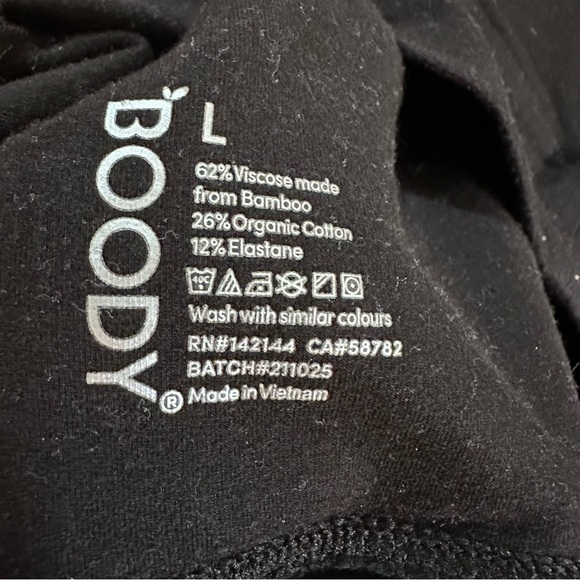 BOODY®
L
62% Viscose made
from Bamboo
26% Organic Cotton
12% Elastane
40C
Wash with similar colours
RN#142144 CA#58782
BATCH#211025
Made in Vietnam